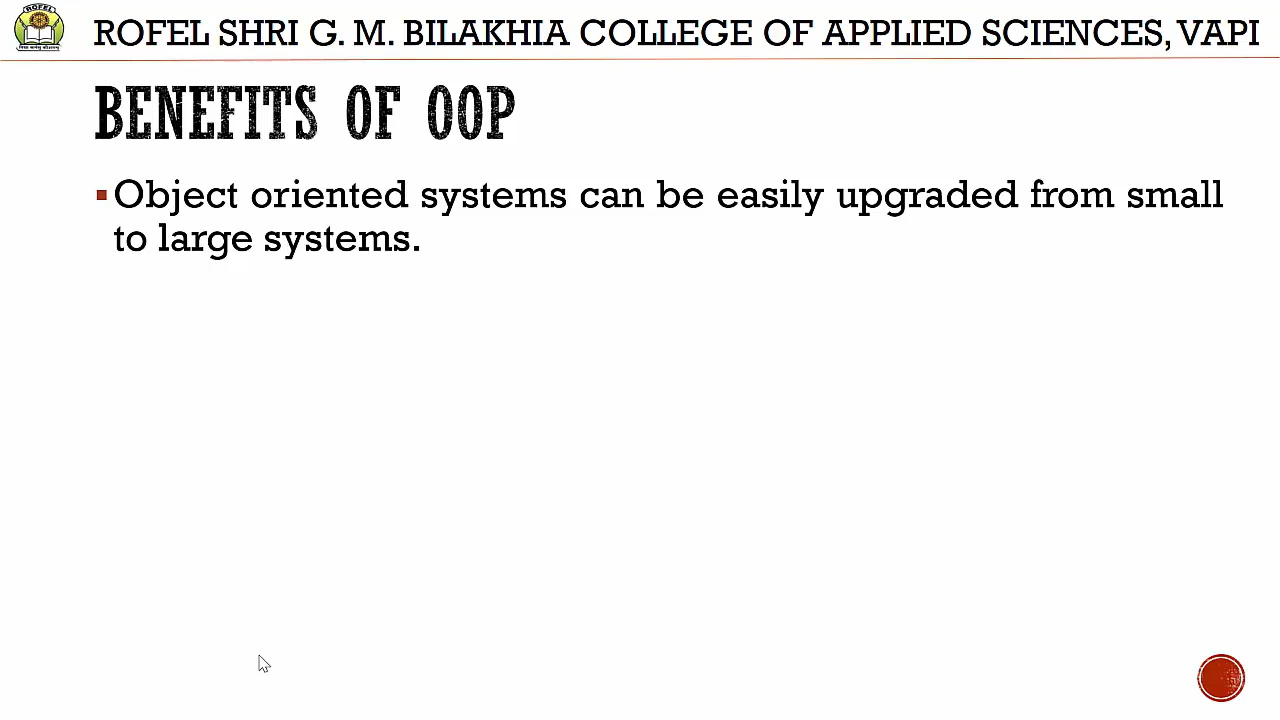 ROFEL
ROFEL SHRI G. M. BILAKHIA COLLEGE OF APPLIED SCIENCES, VAPI
BENEFITS OF OOP
Object oriented systems can be easily upgraded from small
to large systems.